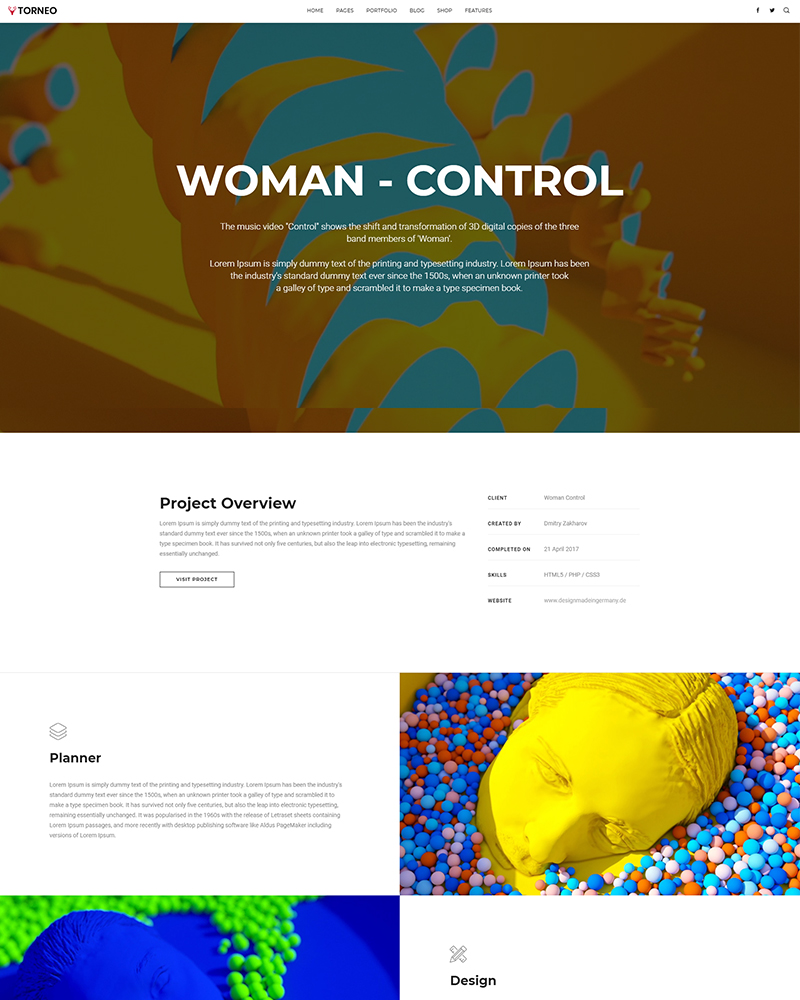 TORNEO
HOME PAGES PORTFOLIO BLOG SHOP FEATURES
WOMAN - CONTROL
The music video "Control" shows the shift and transformation of 3D digital copies of the three
band members of 'Woman'.
Lorem Ipsum is simply dummy text of the printing and typesetting industry. Lorem Ipsum has been
the industry's standard dummy text ever since the 1500s, when an unknown printer took
a galley of type and scrambled it to make a type specimen book.
Project Overview
Lorem Ipsum is simply dummy text of the printing and typesetting industry. Lorem Ipsum has been the industry's
standard dummy text ever since the 1500s, when an unknown printer took a galley of type and scrambled it to make a
type specimen book. It has survived not only five centuries, but also the leap into electronic typesetting, remaining
essentially unchanged.
VISIT PROJECT
CLIENT Woman Control
CREATED BY Dmitry Zakharov
COMPLETED ON 21 April 2017
SKILLS HTML5 / PHP / CSS3
WEBSITE www.designmadeingermany.de
Planner
Lorem Ipsum is simply dummy text of the printing and typesetting industry. Lorem Ipsum has been the industry's
standard dummy text ever since the 1500s, when an unknown printer took a galley of type and scrambled it to
make a type specimen book. It has survived not only five centuries, but also the leap into electronic typesetting,
remaining essentially unchanged. It was popularised in the 1960s with the release of Letraset sheets containing
Lorem Ipsum passages, and more recently with desktop publishing software like Aldus PageMaker including
versions of Lorem Ipsum.
Design